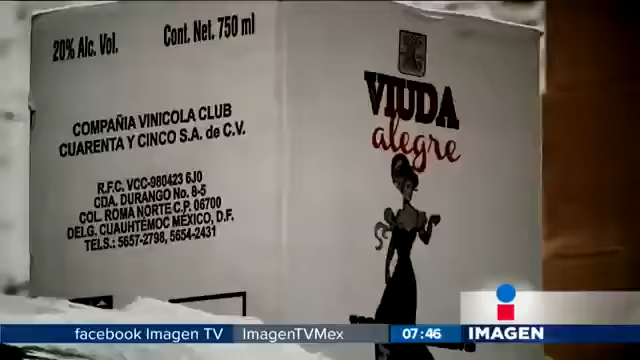 20% Alc. Vol.
Cont. Net. 750 ml
COMPAÑIA VINICOLA CLUB
CUARENTA Y CINCO S.A. de C.V.
R.F.C. VCC-980423 6J0
CDA. DURANGO No. 8-5
COL. ROMA NORTE C.P. 06700
DELG. CUAUHTÉMOC MÉXICO, D.F.
TELS.: 5657-2798, 5654-2431
VIUDA
alegre
facebook Imagen TV
ImagenTVMex
07:46
IMAGEN